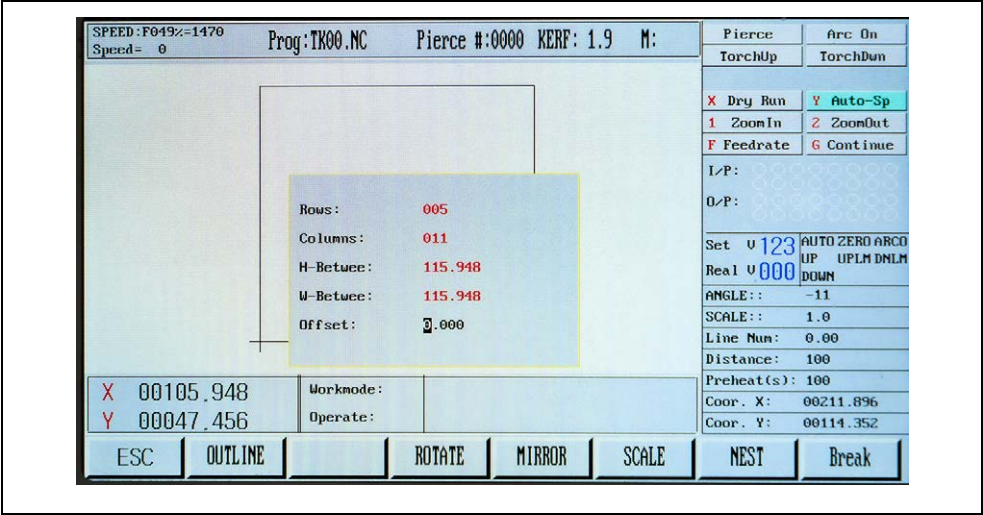 SPEED:F049%=1470
Speed= 0
Prog:TK00.NC Pierce #:0000 KERF: 1.9 M:
Pierce Arc On
TorchUp TorchDwn
X Dry Run Y Auto-Sp
1 ZoomIn 2 ZoomOut
F Feedrate G Continue
I/P:
O/P:
Rows: 005
Columns: 011
H-Betwee: 115.948
W-Betwee: 115.948
Offset: 0.000
Set V 123 AUTO ZERO ARCO
UP UPLM DNLM
Real V 000 DOWN
ANGLE:: -11
SCALE:: 1.0
Line Num: 0.00
Distance: 100
Preheat(s): 100
Coor. X: 00211.896
Coor. Y: 00114.352
X 00105.948 Workmode:
Y 00047.456 Operate:
ESC OUTLINE ROTATE MIRROR SCALE NEST Break